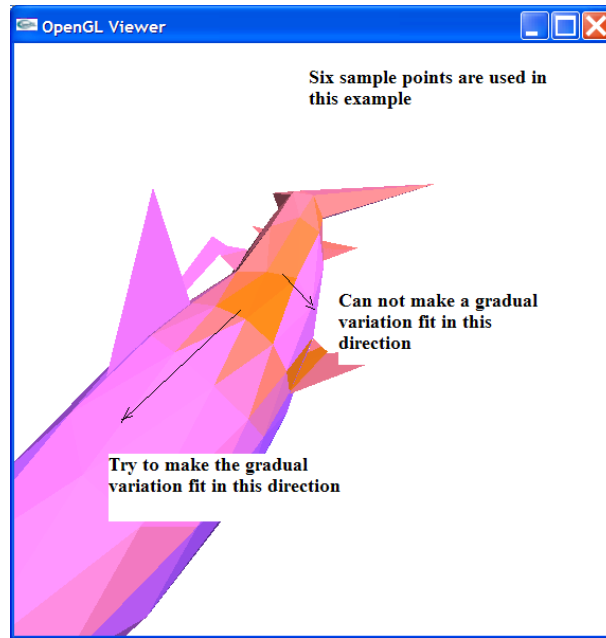 OpenGL Viewer
Six sample points are used in
this example
Can not make a gradual
variation fit in this
direction
Try to make the gradual
variation fit in this direction